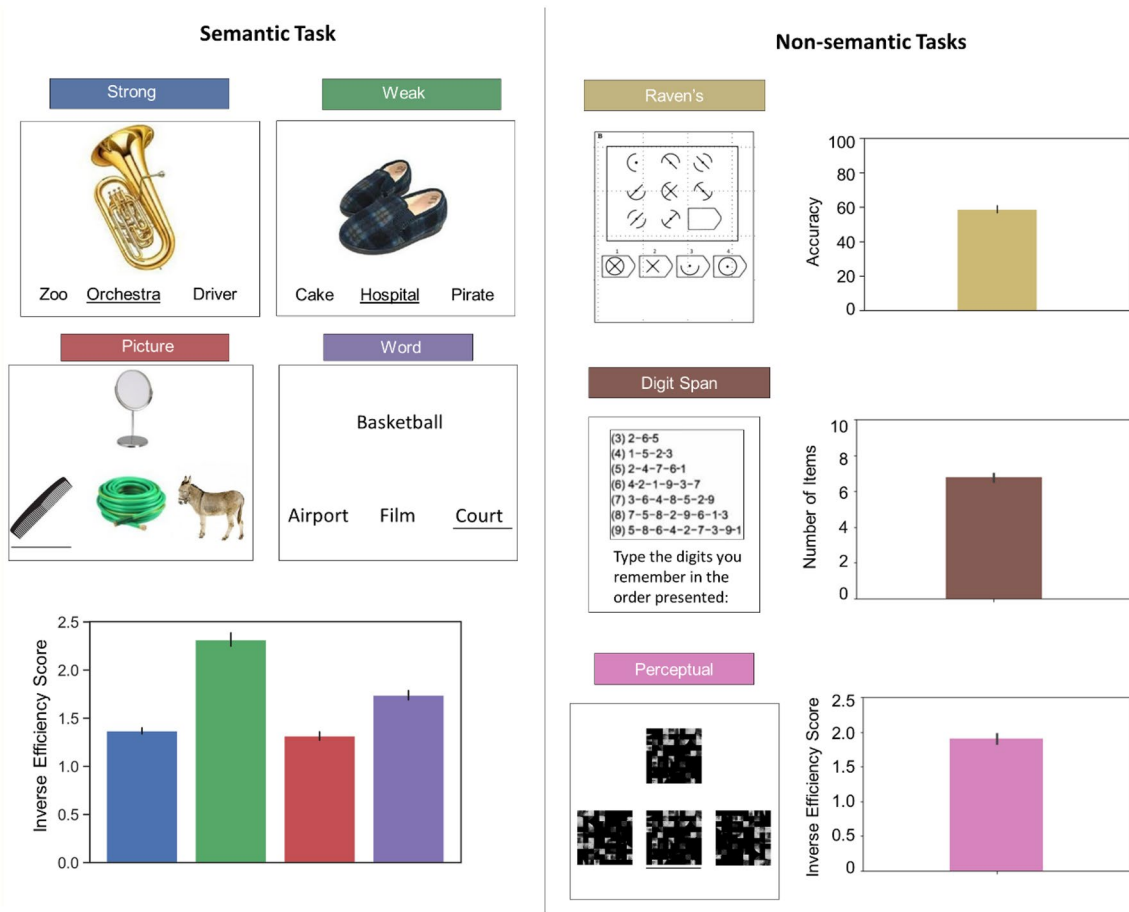 Semantic Task
Strong
Weak
Zoo Orchestra Driver
Cake Hospital Pirate
Picture
Word
Basketball
Airport Film Court
Inverse Efficiency Score
2.5
2.0
1.5
1.0
0.5
0.0
Non-semantic Tasks
Raven's
B
1 2 3 4
Accuracy
100
80
60
40
20
0
Digit Span
(3) 2-6-5
(4) 1-5-2-3
(5) 2-4-7-6-1
(6) 4-2-1-9-3-7
(7) 3-6-4-8-5-2-9
(8) 7-5-8-2-9-6-1-3
(9) 5-8-6-4-2-7-3-9-1
Type the digits you
remember in the
order presented:
Number of Items
10
8
6
4
2
0
Perceptual
Inverse Efficiency Score
2.5
2.0
1.5
1.0
0.5
0